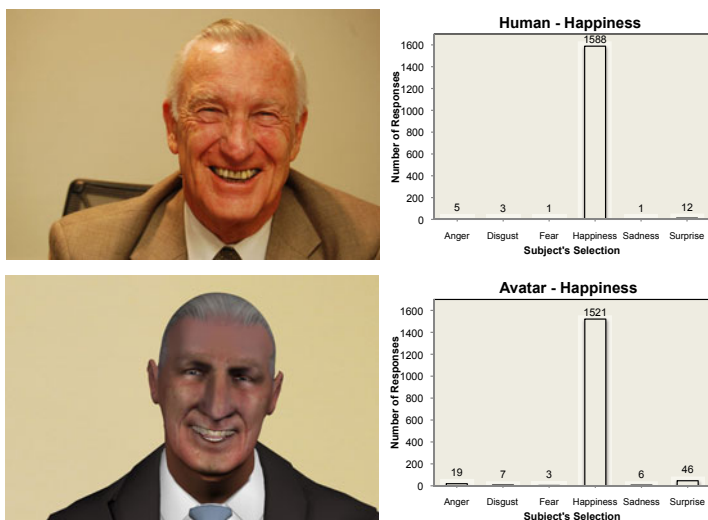 Human - Happiness
1588
1600
1400
1200
1000
800
600
400
200
0
Number of Responses
5 3 1 1 12
Anger Disgust Fear Happiness Sadness Surprise
Subject's Selection
Avatar - Happiness
1521
1600
1400
1200
1000
800
600
400
200
0
Number of Responses
19 7 3 6 46
Anger Disgust Fear Happiness Sadness Surprise
Subject's Selection